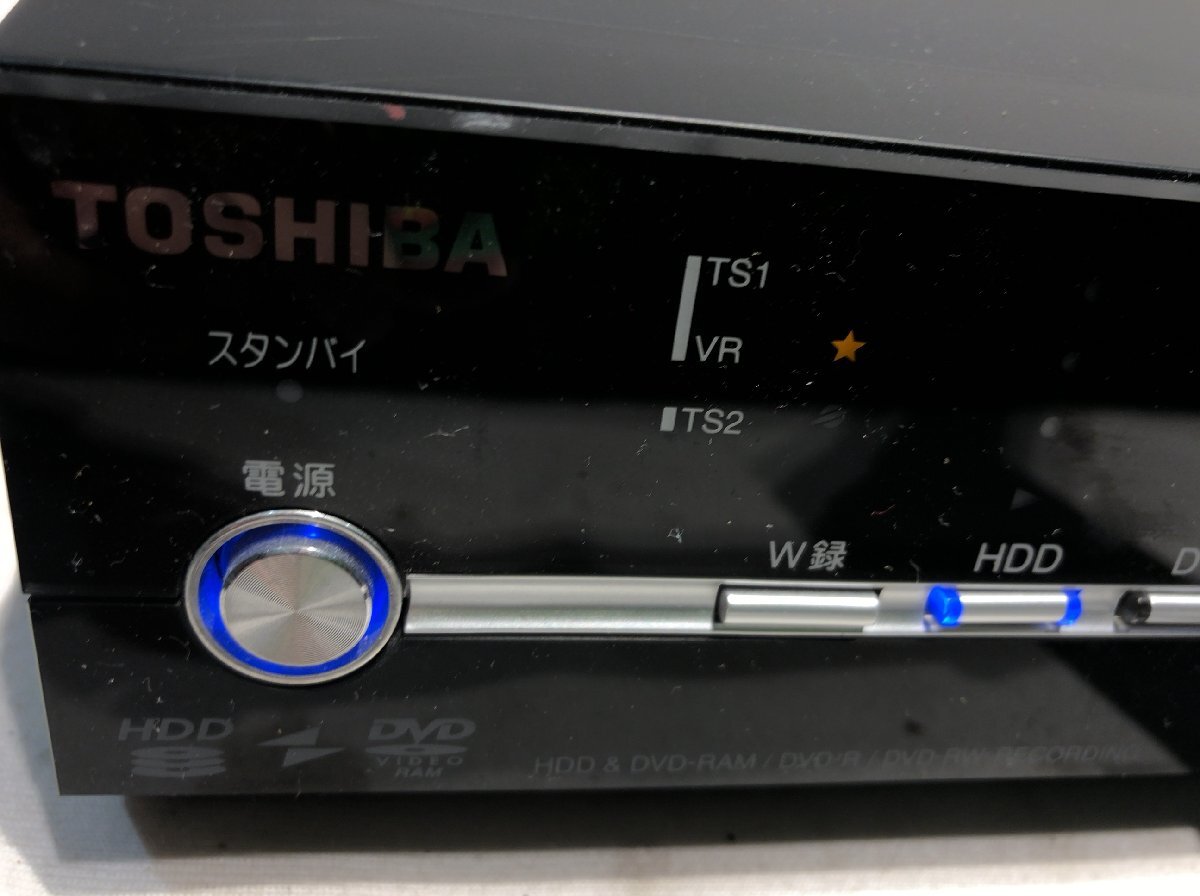 TOSHIBA
TS1
VR
TS2
スタンバイ
電源
W録
HDD
D
HDD
DVD
VIDEO
RAM
HDD & DVD-RAM / DVD-R / DVD-RW RECORDING